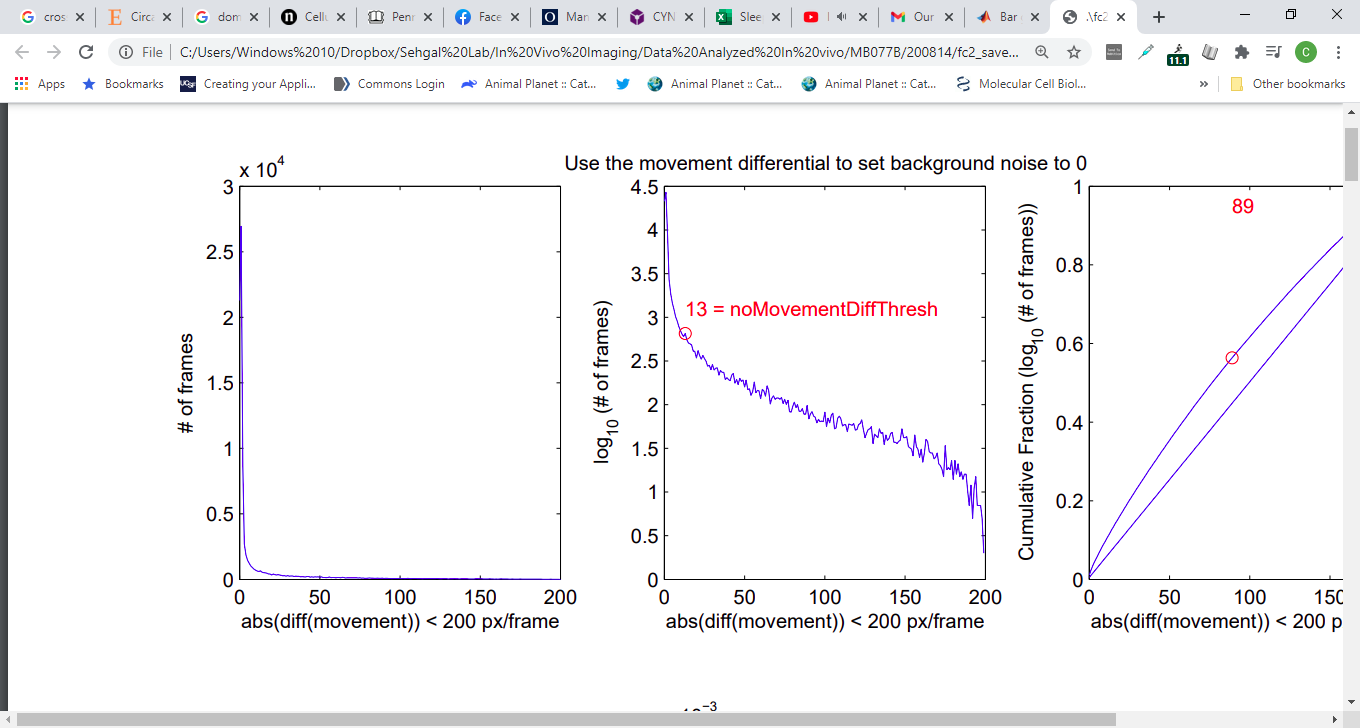 cros
Circa
dom
Cellu
Penn
Face
Man
CYN
Slee
Our
Bar
.\fc2
File
C:/Users/Windows%2010/Dropbox/Sehgal%20Lab/In%20Vivo%20Imaging/Data%20Analyzed%20In%20vivo/MB077B/200814/fc2_save...
11.1
C
Apps
Bookmarks
UCSF
Creating your Appli...
Commons Login
Animal Planet :: Cat...
Animal Planet :: Cat...
Animal Planet :: Cat...
Molecular Cell Biol...
»
Other bookmarks
x 10^4
3
2.5
2
1.5
1
0.5
0
# of frames
0 50 100 150 200
abs(diff(movement)) < 200 px/frame
Use the movement differential to set background noise to 0
4.5
4
3.5
3
2.5
2
1.5
1
0.5
0
log10 (# of frames)
13 = noMovementDiffThresh
0 50 100 150 200
abs(diff(movement)) < 200 px/frame
1
0.8
0.6
0.4
0.2
0
Cumulative Fraction (log10 (# of frames))
89
0 50 100 150
abs(diff(movement)) < 200 p